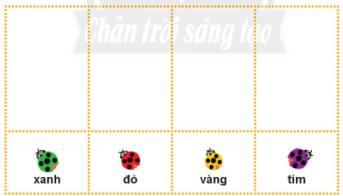 Chân trời sáng tạo
xanh đỏ vàng tím